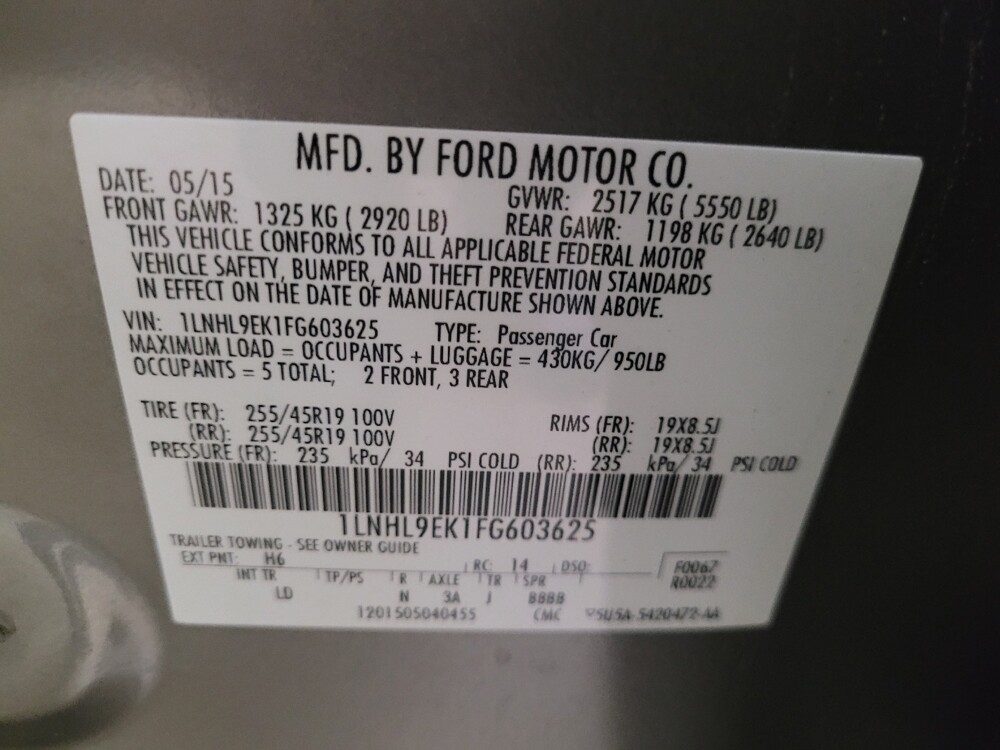 MFD. BY FORD MOTOR CO.
DATE: 05/15 GVWR: 2517 KG ( 5550 LB)
FRONT GAWR: 1325 KG ( 2920 LB) REAR GAWR: 1198 KG ( 2640 LB)
THIS VEHICLE CONFORMS TO ALL APPLICABLE FEDERAL MOTOR
VEHICLE SAFETY, BUMPER, AND THEFT PREVENTION STANDARDS
IN EFFECT ON THE DATE OF MANUFACTURE SHOWN ABOVE.
VIN: 1LNHL9EK1FG603625 TYPE: Passenger Car
MAXIMUM LOAD = OCCUPANTS + LUGGAGE = 430KG/ 950LB
OCCUPANTS = 5 TOTAL; 2 FRONT, 3 REAR
TIRE (FR): 255/45R19 100V RIMS (FR): 19X8.5J
(RR): 255/45R19 100V (RR): 19X8.5J
PRESSURE (FR): 235 kPa/ 34 PSI COLD (RR): 235 kPa/ 34 PSI COLD
1LNHL9EK1FG603625
TRAILER TOWING - SEE OWNER GUIDE
EXT PNT: H6 RC: 14 DSO: F0067
R0022
INT TR TP/PS R AXLE TR SPR
LD N 3A J BBBB
1201505040455 CMC